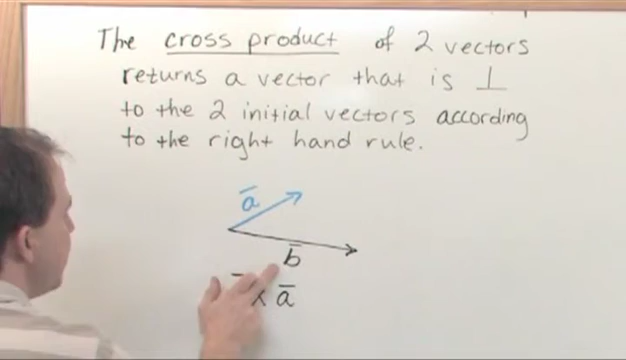 The cross product of 2 vectors
returns a vector that is ⊥
to the 2 initial vectors according
to the right hand rule.
a̅
b̅
× a̅